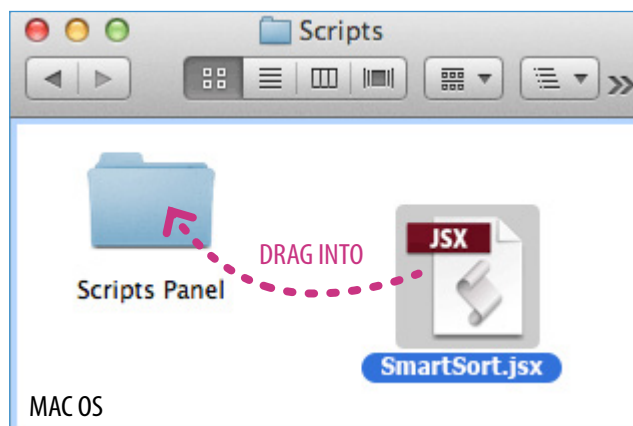 Scripts
DRAG INTO
JSX
Scripts Panel
SmartSort.jsx
MAC OS